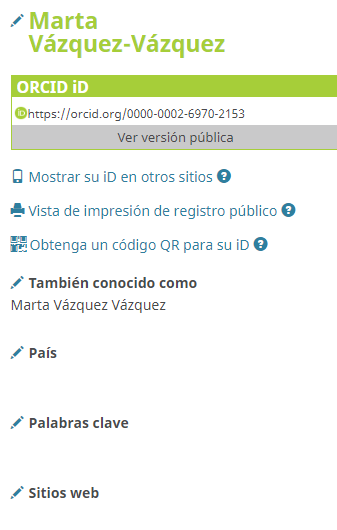 Marta
Vázquez-Vázquez
ORCID iD
iD https://orcid.org/0000-0002-6970-2153
Ver versión pública
Mostrar su iD en otros sitios ?
Vista de impresión de registro público ?
Obtenga un código QR para su iD ?
También conocido como
Marta Vázquez Vázquez
País
Palabras clave
Sitios web